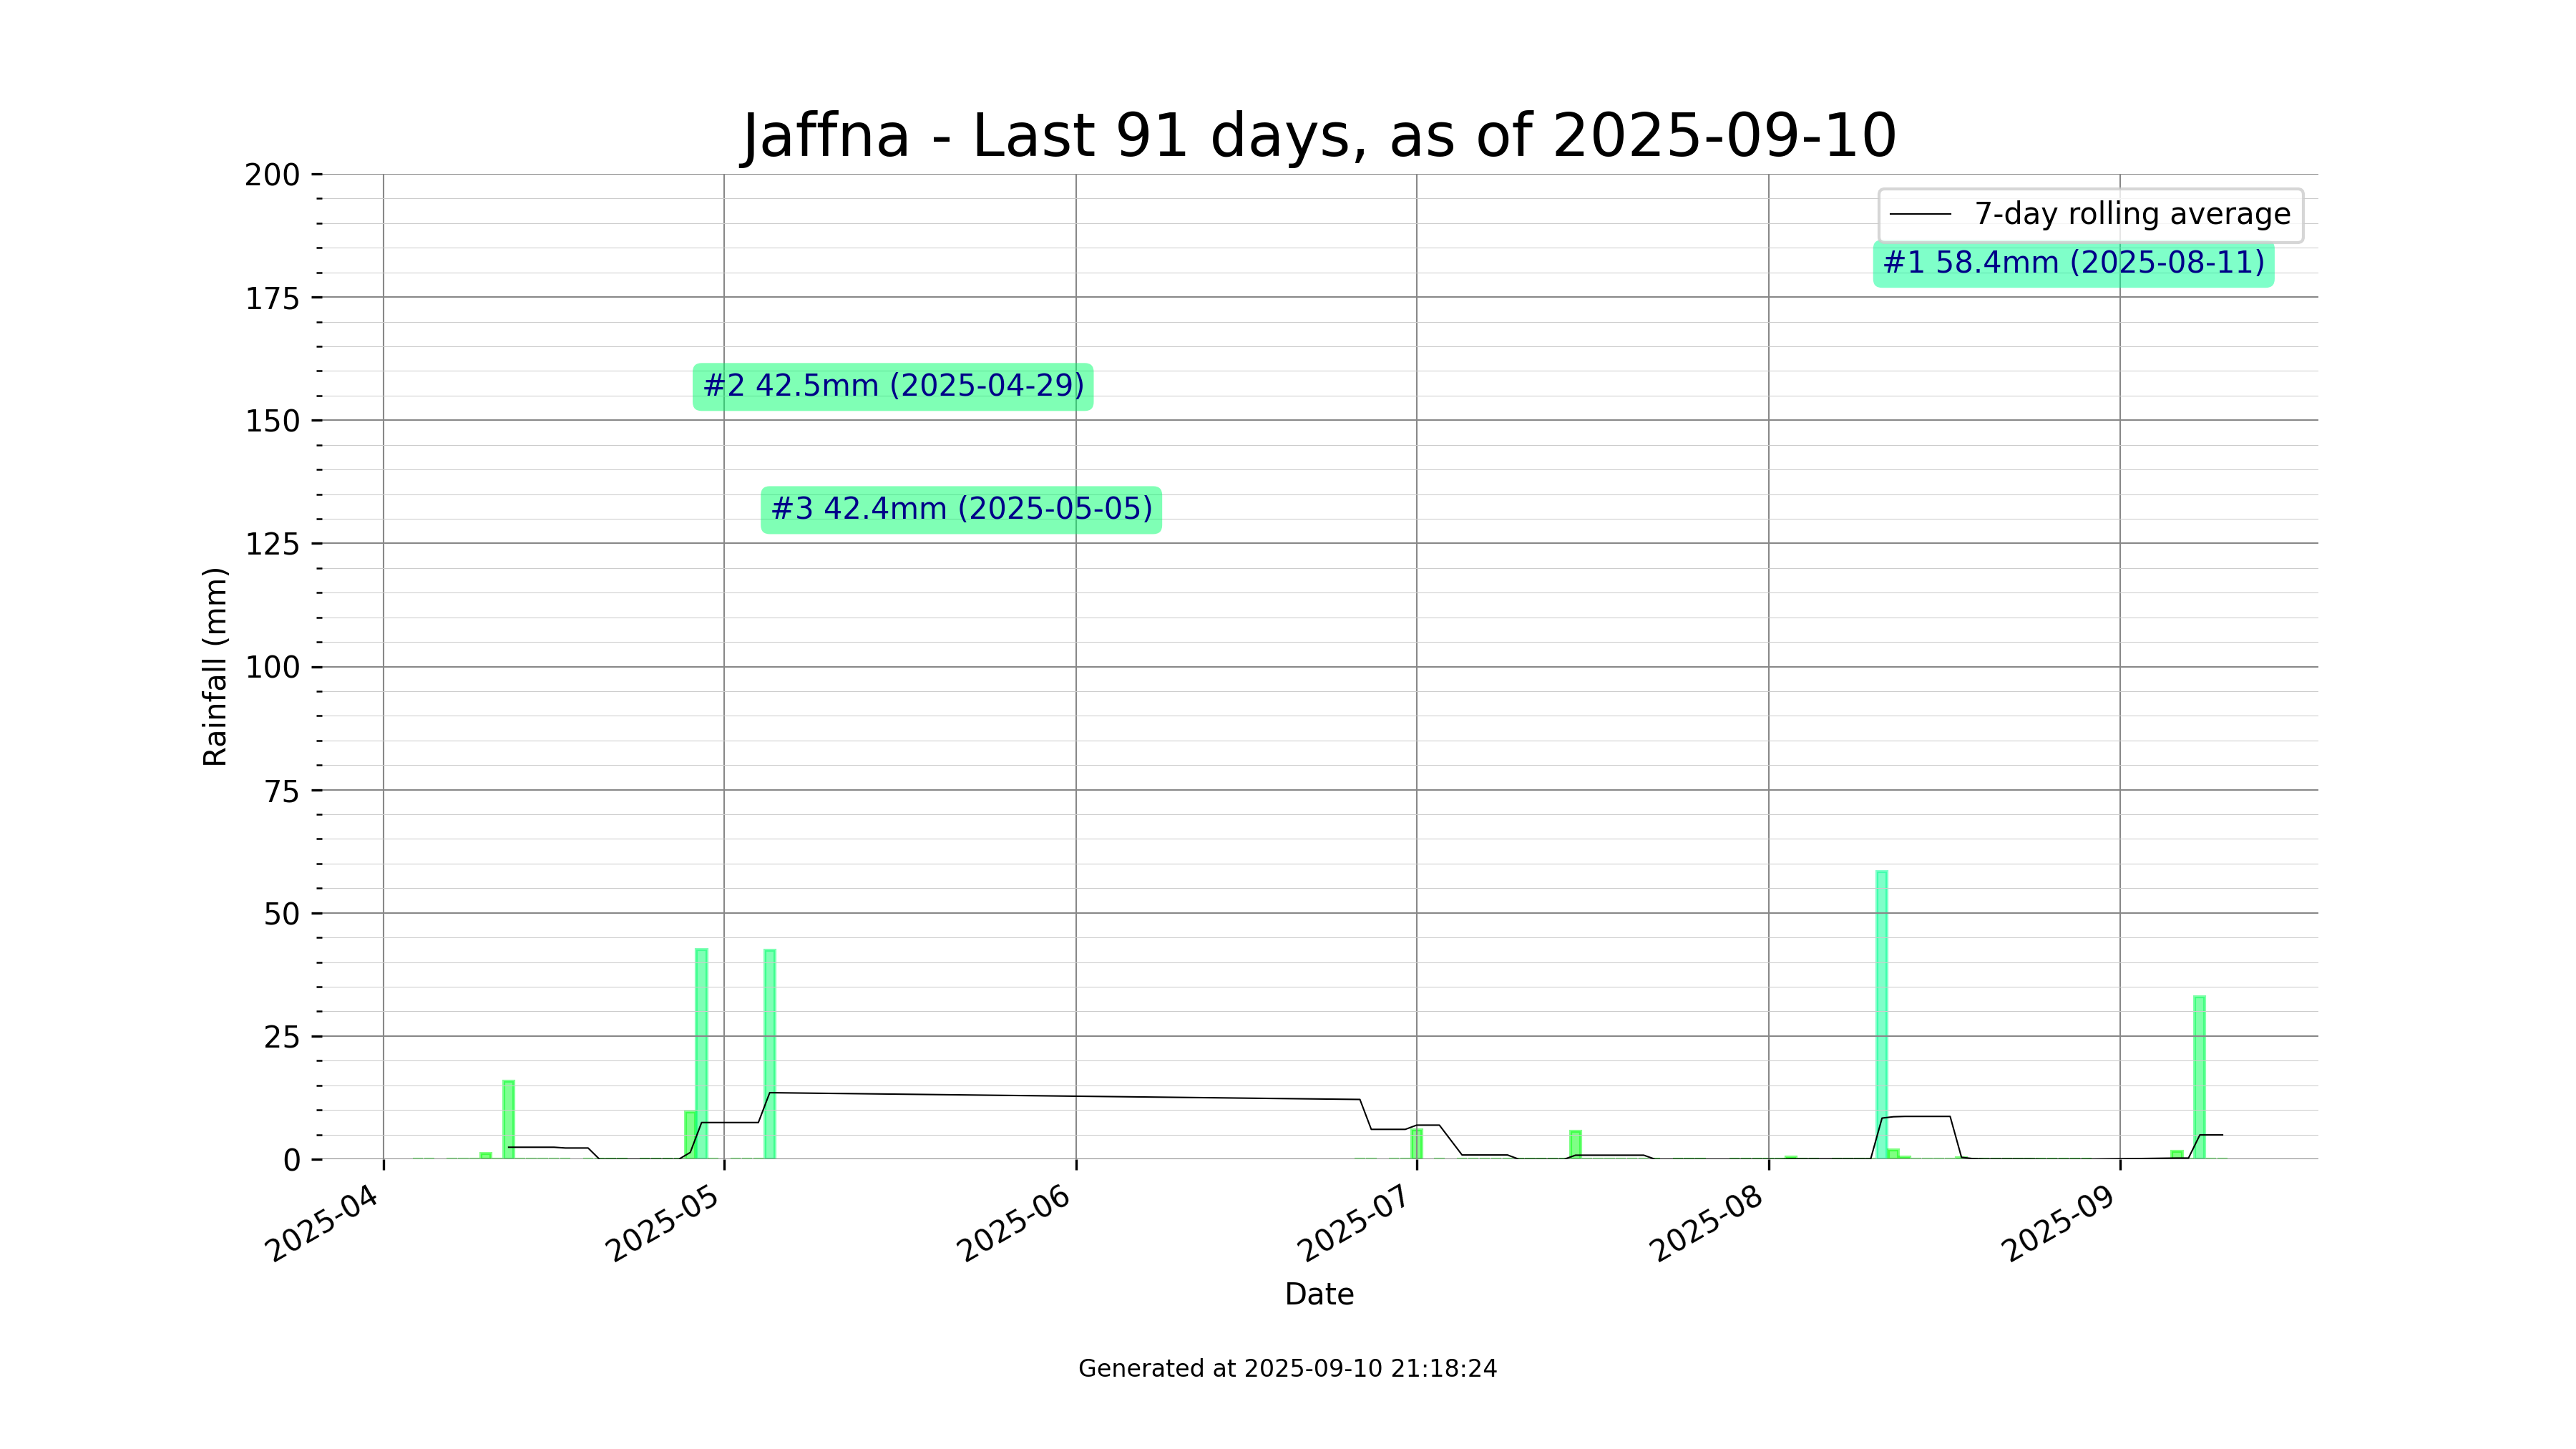 Jaffna - Last 91 days, as of 2025-09-10
200
175
150
125
100
75
50
25
0
Rainfall (mm)
7-day rolling average
#1 58.4mm (2025-08-11)
#2 42.5mm (2025-04-29)
#3 42.4mm (2025-05-05)
2025-04
2025-05
2025-06
2025-07
2025-08
2025-09
Date
Generated at 2025-09-10 21:18:24